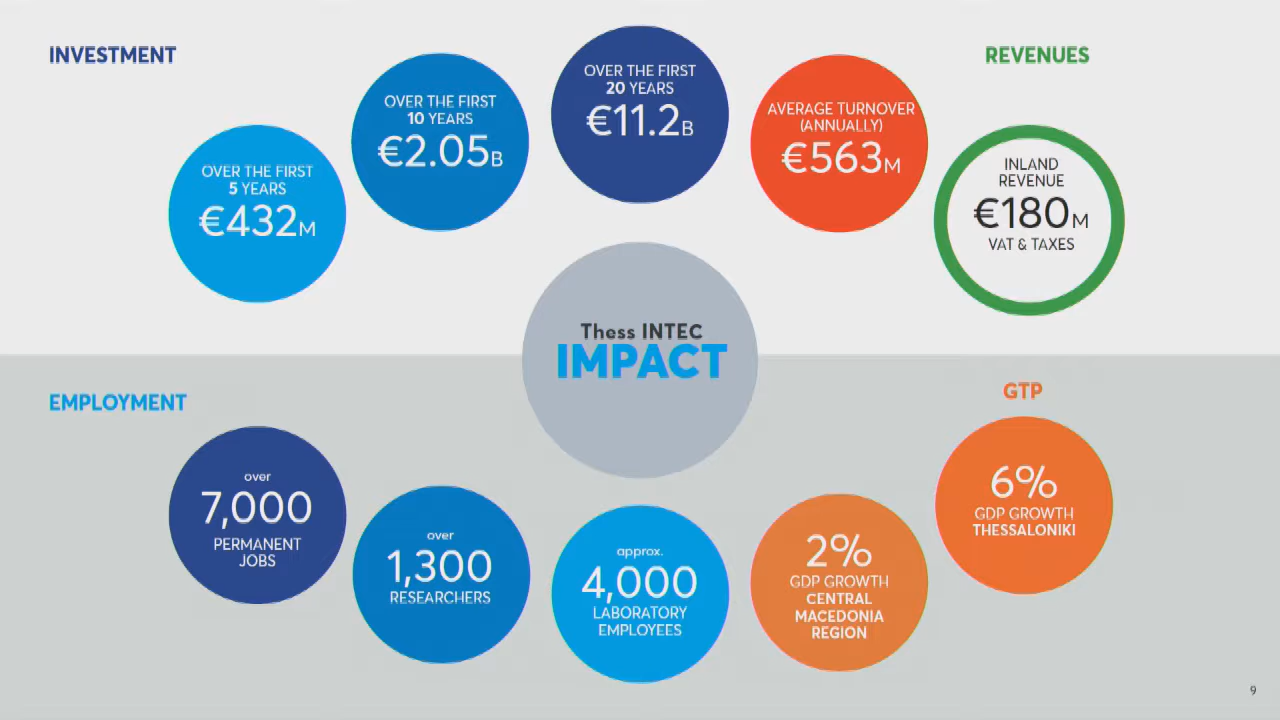 INVESTMENT
OVER THE FIRST
5 YEARS
€432M
OVER THE FIRST
10 YEARS
€2.05B
OVER THE FIRST
20 YEARS
€11.2B
AVERAGE TURNOVER
(ANNUALLY)
€563M
REVENUES
INLAND
REVENUE
€180M
VAT & TAXES
Thess INTEC
IMPACT
EMPLOYMENT
over
7,000
PERMANENT
JOBS
over
1,300
RESEARCHERS
approx.
4,000
LABORATORY
EMPLOYEES
GTP
2%
GDP GROWTH
CENTRAL
MACEDONIA
REGION
6%
GDP GROWTH
THESSALONIKI
9